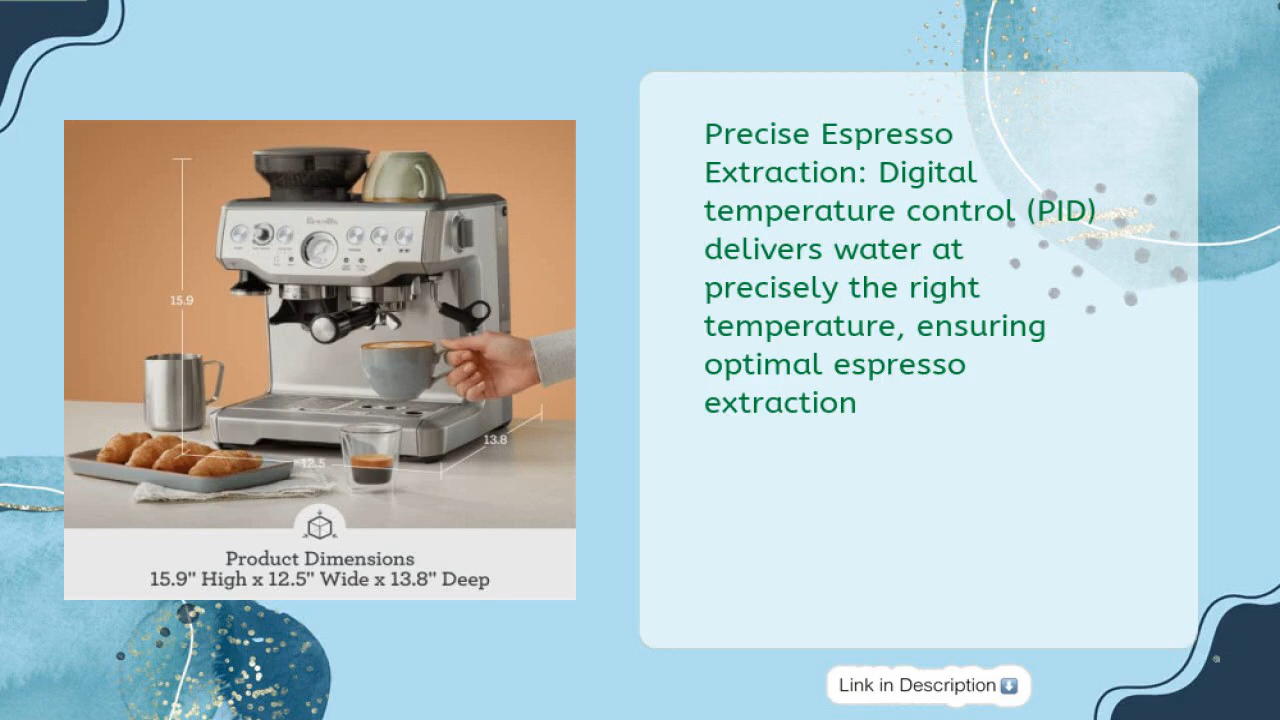 Precise Espresso
Extraction: Digital
temperature control (PID)
delivers water at
precisely the right
temperature, ensuring
optimal espresso
extraction
15.9
13.8
12.5
Product Dimensions
15.9" High x 12.5" Wide x 13.8" Deep
Link in Description